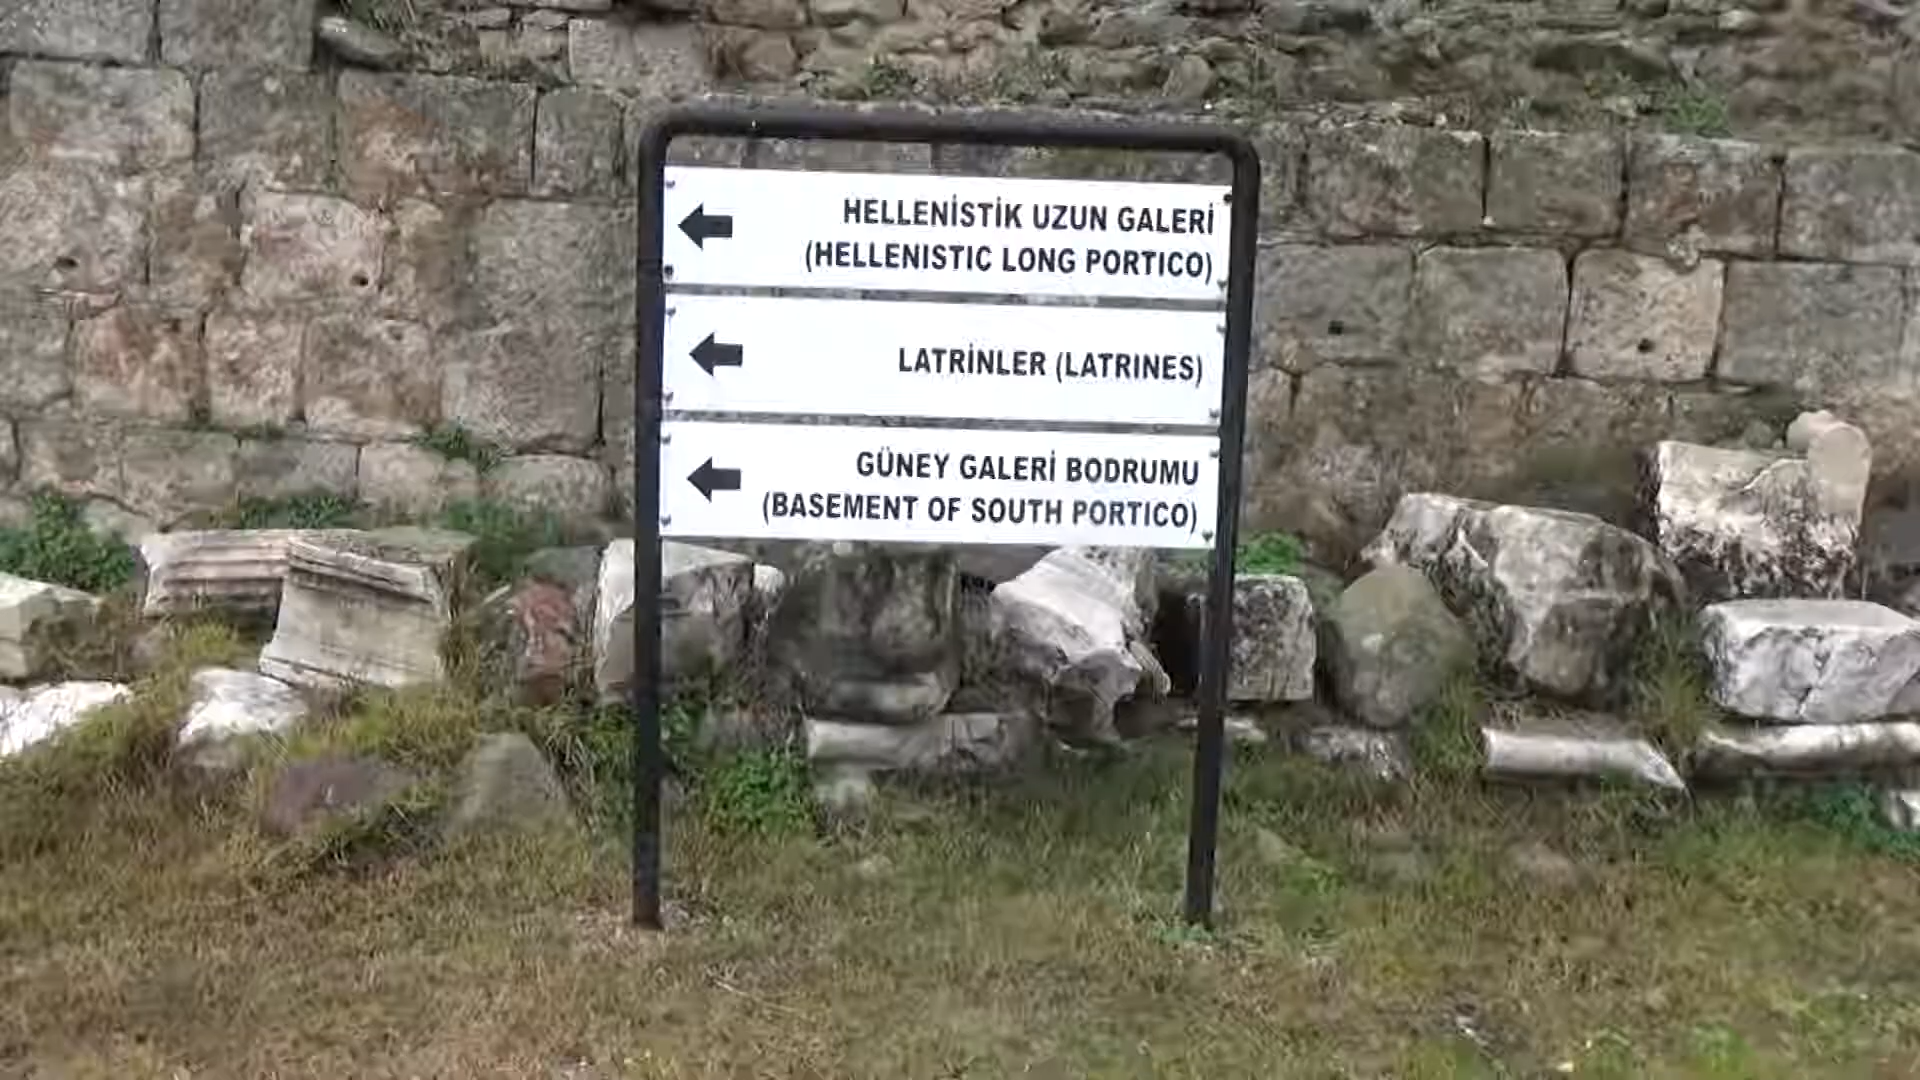 HELLENİSTİK UZUN GALERİ
(HELLENISTIC LONG PORTICO)
LATRİNLER (LATRINES)
GÜNEY GALERİ BODRUMU
(BASEMENT OF SOUTH PORTICO)